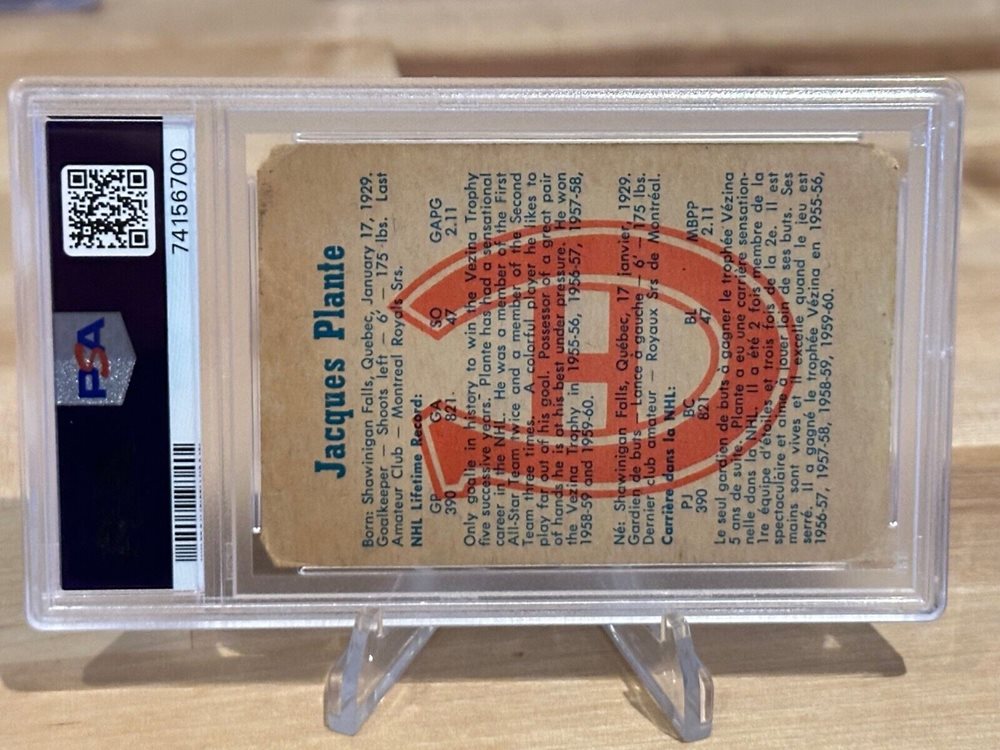 PSA
74156700
Jacques Plante
Born: Shawinigan Falls, Quebec, January 17, 1929.
Goalkeeper — Shoots left — 6' — 175 lbs. Last
Amateur Club — Montreal Royals Srs.
NHL Lifetime Record:
GP GA SO GAPG
390 821 47 2.11
Only goalie in history to win the Vezina Trophy
five successive years. Plante has had a sensational
career in the NHL. He was a member of the First
All-Star Team twice and a member of the Second
Team three times. A colorful player he likes to
play far out of his goal. Possessor of a great pair
of hands he is at his best under pressure. He won
the Vezina Trophy in 1955-56, 1956-57, 1957-58,
1958-59 and 1959-60.
Né: Shawinigan Falls, Québec, 17 janvier, 1929.
Gardien de buts — Lance à gauche — 6' — 175 lbs.
Dernier club amateur — Royaux Srs de Montréal.
Carrière dans la NHL:
PJ BC BL MBPP
390 821 47 2.11
Le seul gardien de buts à gagner le trophée Vézina
5 ans de suite. Plante a eu une carrière sensation-
nelle dans la NHL. Il a été 2 fois membre de la
1re équipe d'étoiles et trois fois de la 2e. Il est
spectaculaire et aime à jouer loin de ses buts. Ses
mains sont vives et il excelle quand le jeu est
serré. Il a gagné le trophée Vézina en 1955-56,
1956-57, 1957-58, 1958-59, 1959-60.